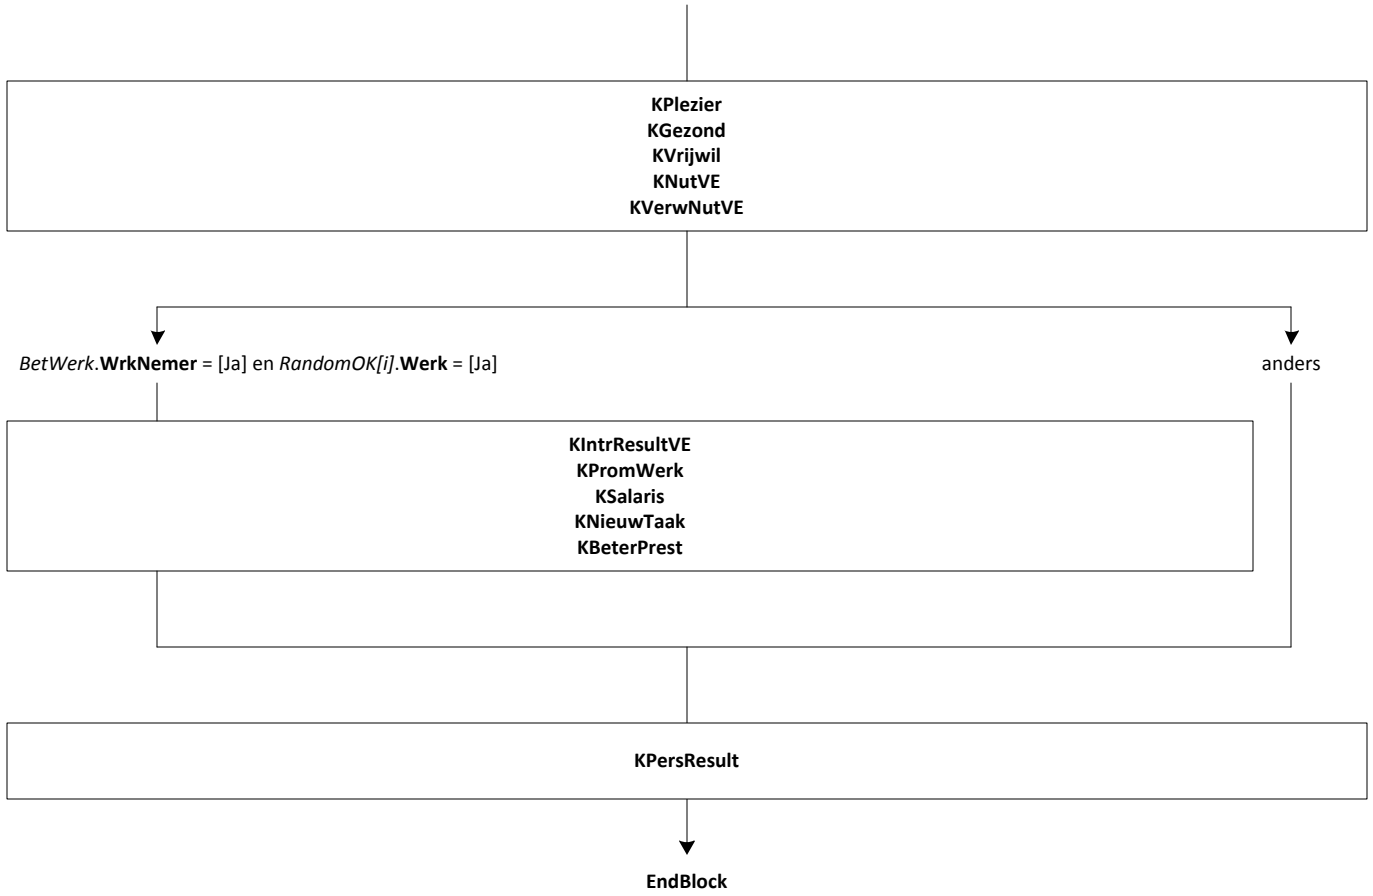 KPlezier
KGezond
KVrijwil
KNutVE
KVerwNutVE
BetWerk.WrkNemer = [Ja] en RandomOK[i].Werk = [Ja]
anders
KIntrResultVE
KPromWerk
KSalaris
KNieuwTaak
KBeterPrest
KPersResult
EndBlock